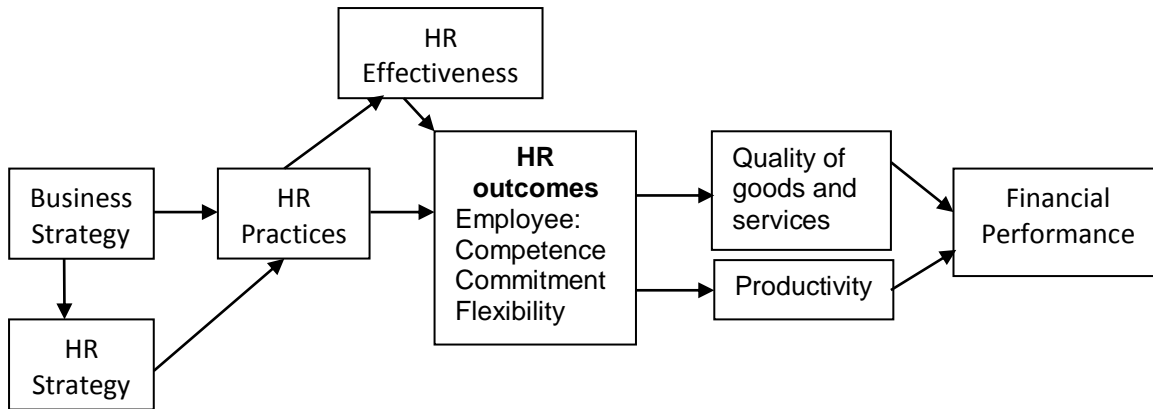 HR
Effectiveness
Business
Strategy
HR
Practices
HR
outcomes
Employee:
Competence
Commitment
Flexibility
Quality of
goods and
services
Productivity
Financial
Performance
HR
Strategy